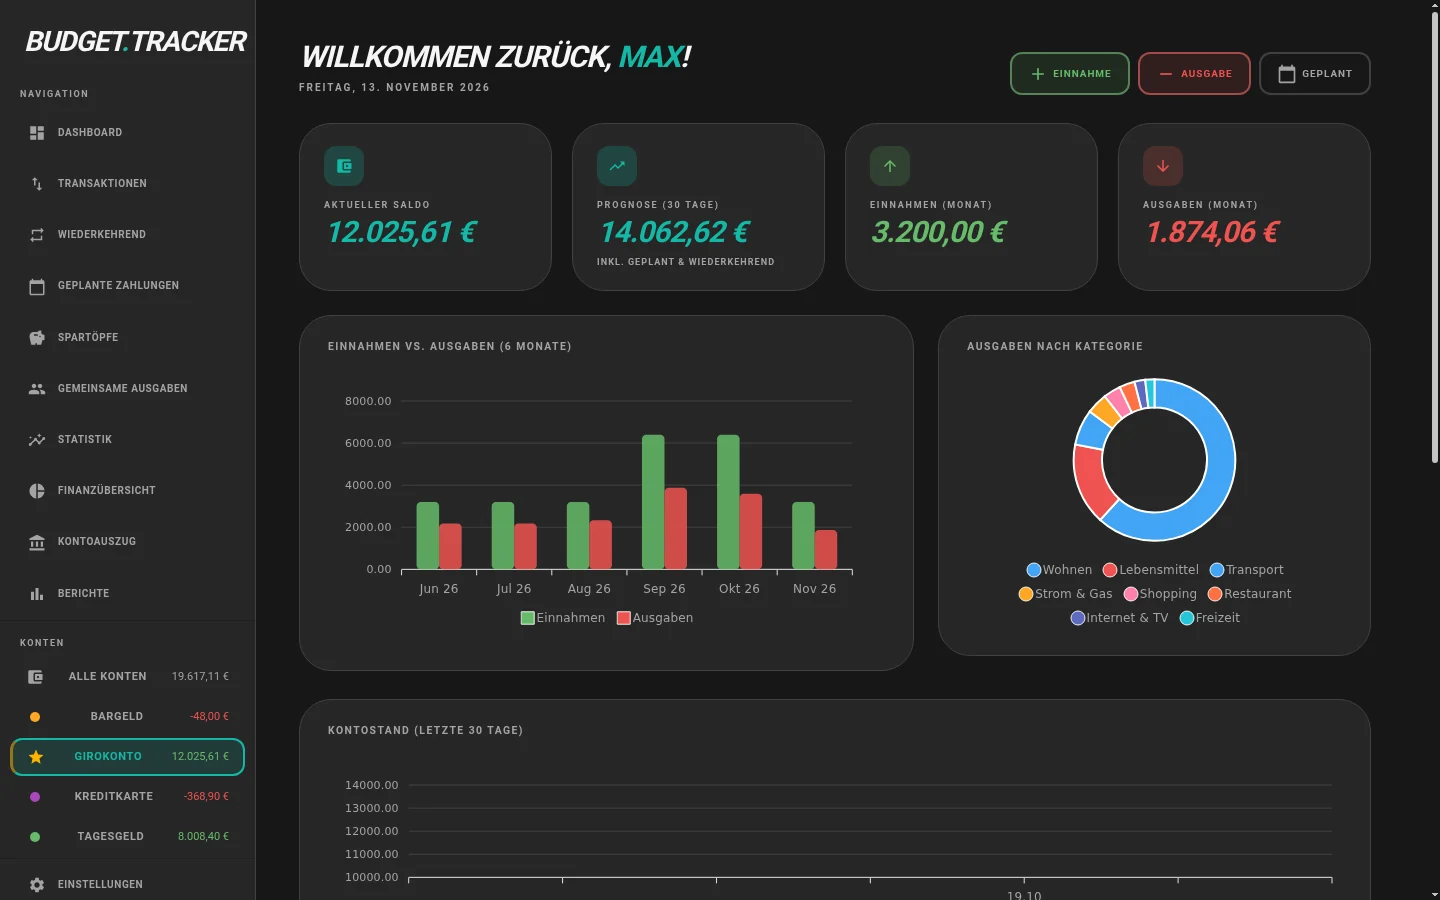 BUDGET.TRACKER
NAVIGATION
DASHBOARD
TRANSAKTIONEN
WIEDERKEHREND
GEPLANTE ZAHLUNGEN
SPARTÖPFE
GEMEINSAME AUSGABEN
STATISTIK
FINANZÜBERSICHT
KONTOAUSZUG
BERICHTE
KONTEN
ALLE KONTEN 19.617,11 €
BARGELD -48,00 €
GIROKONTO 12.025,61 €
KREDITKARTE -368,90 €
TAGESGELD 8.008,40 €
EINSTELLUNGEN
WILLKOMMEN ZURÜCK, MAX!
FREITAG, 13. NOVEMBER 2026
EINNAHME
AUSGABE
GEPLANT
AKTUELLER SALDO
12.025,61 €
PROGNOSE (30 TAGE)
14.062,62 €
INKL. GEPLANT & WIEDERKEHREND
EINNAHMEN (MONAT)
3.200,00 €
AUSGABEN (MONAT)
1.874,06 €
EINNAHMEN VS. AUSGABEN (6 MONATE)
8000.00
6000.00
4000.00
2000.00
0.00
Jun 26 Jul 26 Aug 26 Sep 26 Okt 26 Nov 26
Einnahmen Ausgaben
AUSGABEN NACH KATEGORIE
Wohnen Lebensmittel Transport
Strom & Gas Shopping Restaurant
Internet & TV Freizeit
KONTOSTAND (LETZTE 30 TAGE)
14000.00
13000.00
12000.00
11000.00
10000.00
19.10